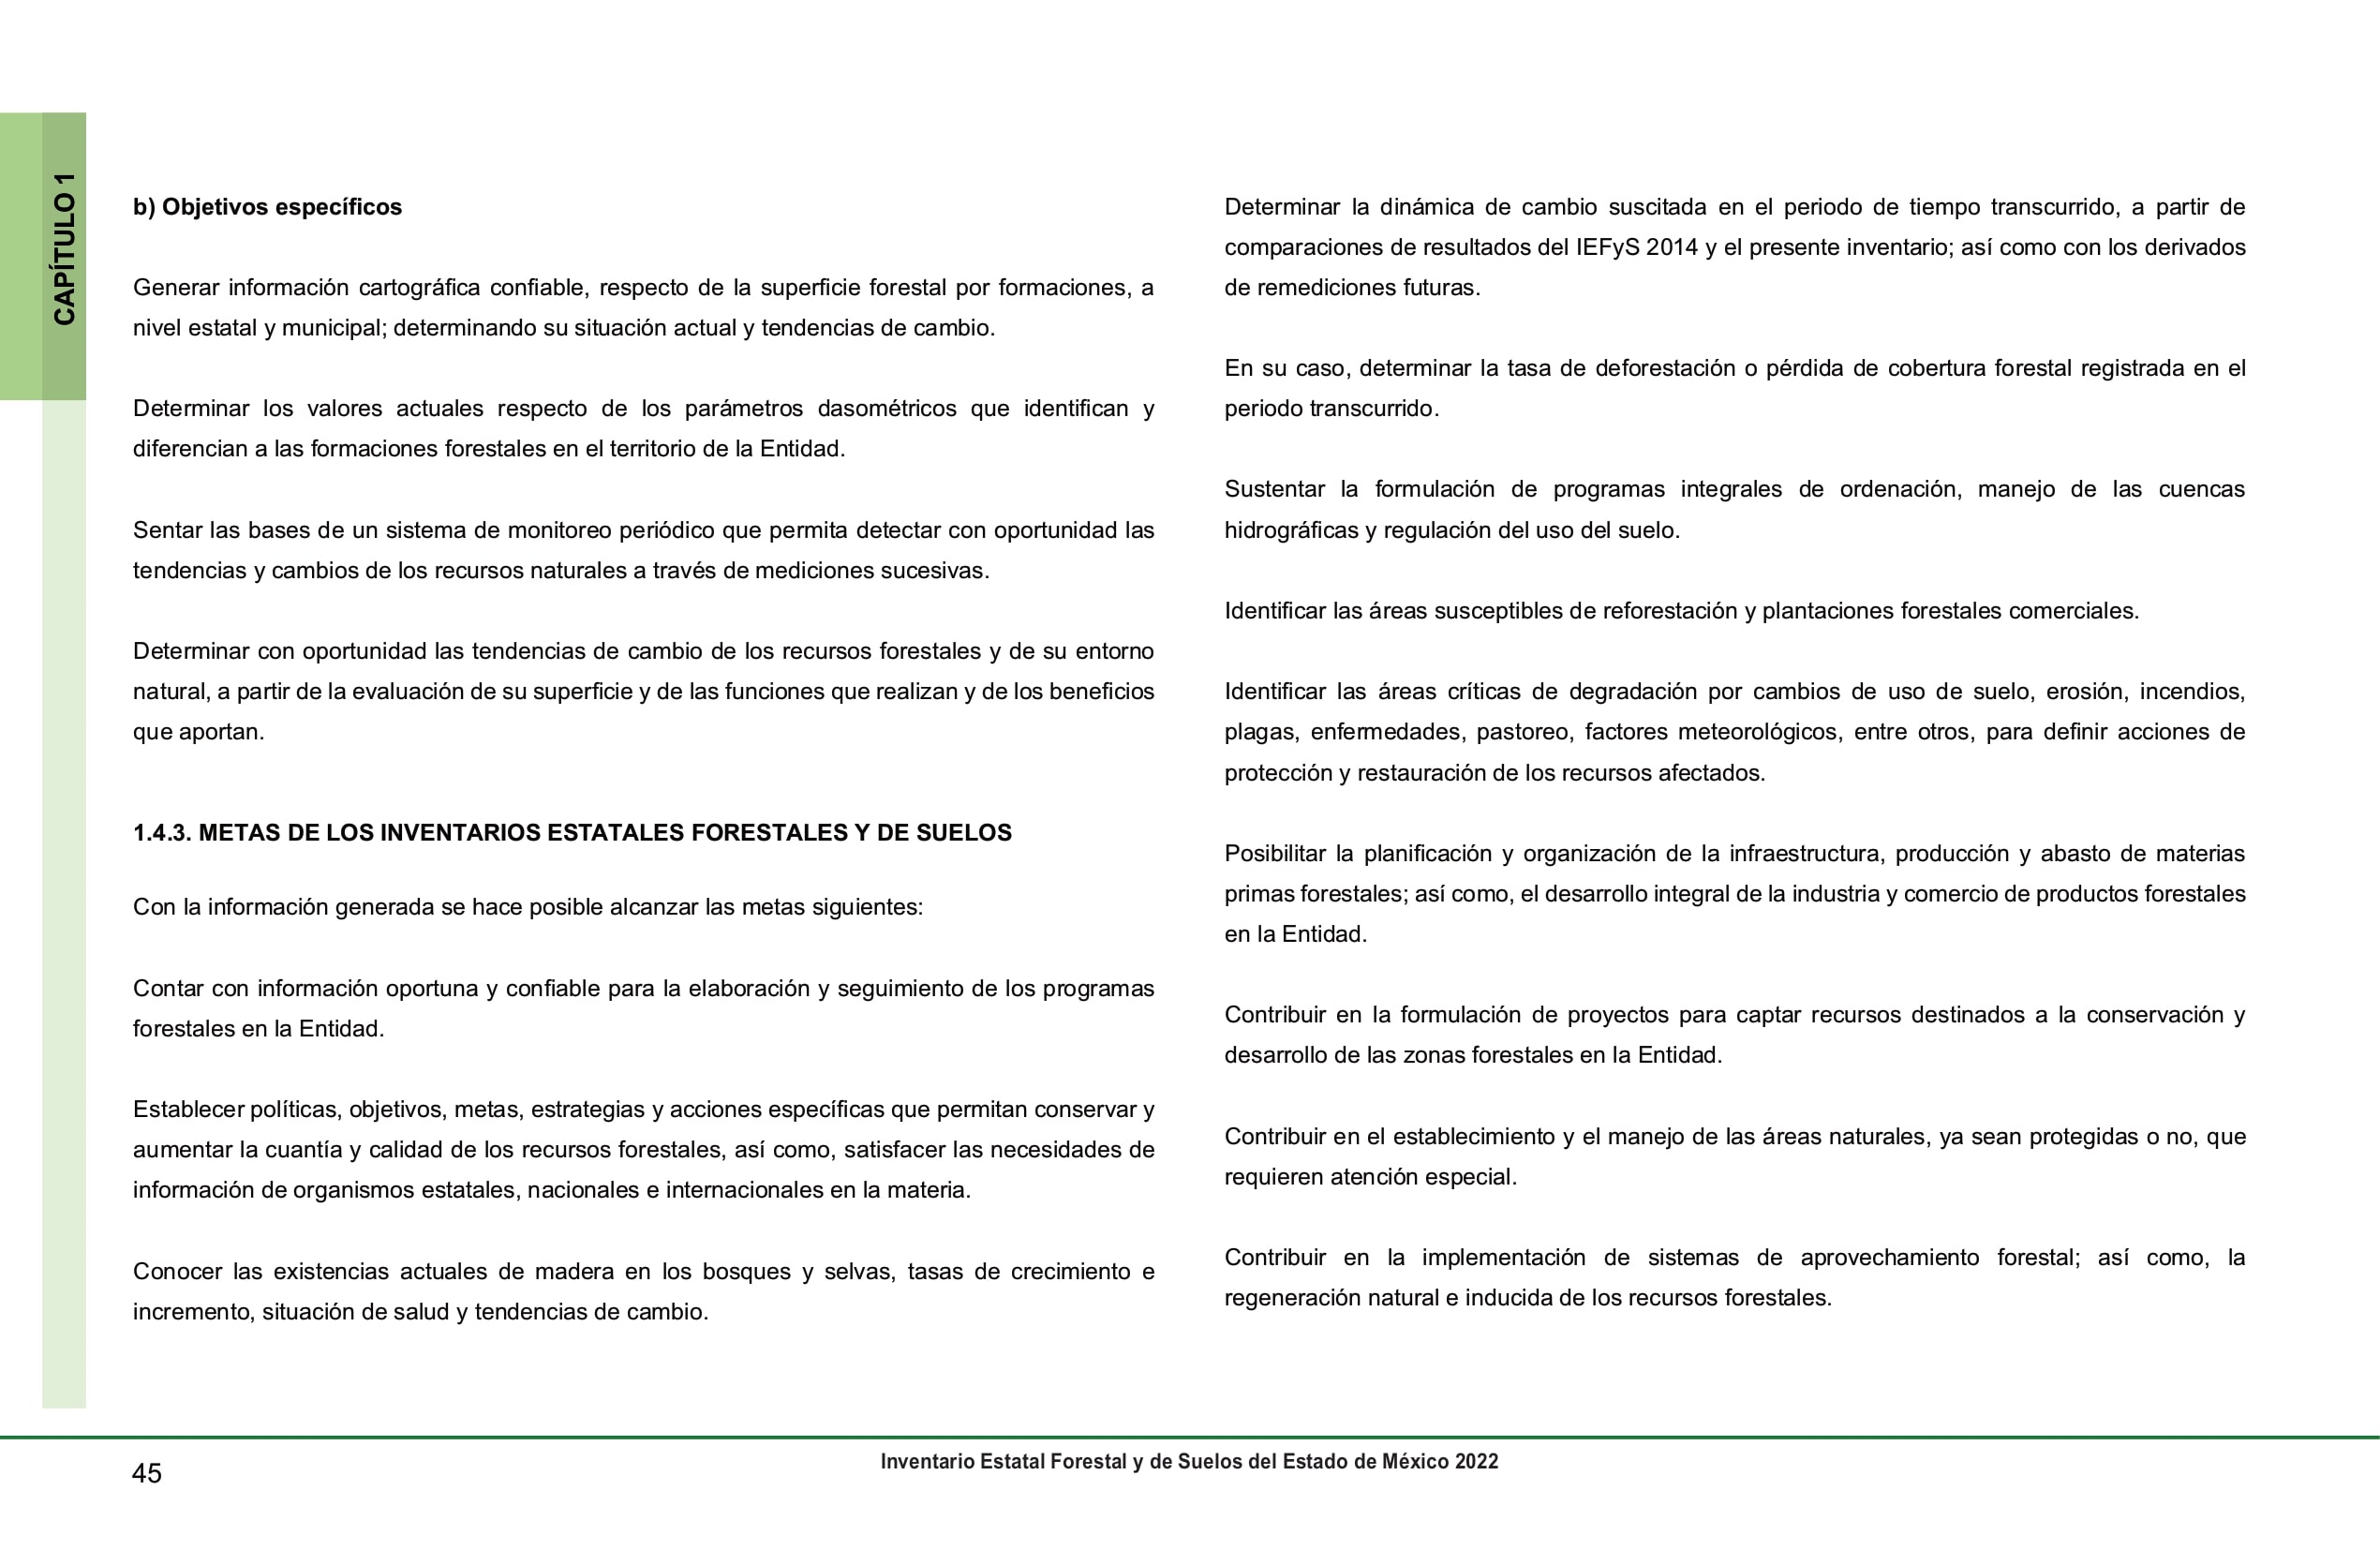 CAPÍTULO 1
b) Objetivos específicos
Generar información cartográfica confiable, respecto de la superficie forestal por formaciones, a
nivel estatal y municipal; determinando su situación actual y tendencias de cambio.
Determinar los valores actuales respecto de los parámetros dasométricos que identifican y
diferencian a las formaciones forestales en el territorio de la Entidad.
Sentar las bases de un sistema de monitoreo periódico que permita detectar con oportunidad las
tendencias y cambios de los recursos naturales a través de mediciones sucesivas.
Determinar con oportunidad las tendencias de cambio de los recursos forestales y de su entorno
natural, a partir de la evaluación de su superficie y de las funciones que realizan y de los beneficios
que aportan.
1.4.3. METAS DE LOS INVENTARIOS ESTATALES FORESTALES Y DE SUELOS
Con la información generada se hace posible alcanzar las metas siguientes:
Contar con información oportuna y confiable para la elaboración y seguimiento de los programas
forestales en la Entidad.
Establecer políticas, objetivos, metas, estrategias y acciones específicas que permitan conservar y
aumentar la cuantía y calidad de los recursos forestales, así como, satisfacer las necesidades de
información de organismos estatales, nacionales e internacionales en la materia.
Conocer las existencias actuales de madera en los bosques y selvas, tasas de crecimiento e
incremento, situación de salud y tendencias de cambio.
Determinar la dinámica de cambio suscitada en el periodo de tiempo transcurrido, a partir de
comparaciones de resultados del IEFyS 2014 y el presente inventario; así como con los derivados
de remediciones futuras.
En su caso, determinar la tasa de deforestación o pérdida de cobertura forestal registrada en el
periodo transcurrido.
Sustentar la formulación de programas integrales de ordenación, manejo de las cuencas
hidrográficas y regulación del uso del suelo.
Identificar las áreas susceptibles de reforestación y plantaciones forestales comerciales.
Identificar las áreas críticas de degradación por cambios de uso de suelo, erosión, incendios,
plagas, enfermedades, pastoreo, factores meteorológicos, entre otros, para definir acciones de
protección y restauración de los recursos afectados.
Posibilitar la planificación y organización de la infraestructura, producción y abasto de materias
primas forestales; así como, el desarrollo integral de la industria y comercio de productos forestales
en la Entidad.
Contribuir en la formulación de proyectos para captar recursos destinados a la conservación y
desarrollo de las zonas forestales en la Entidad.
Contribuir en el establecimiento y el manejo de las áreas naturales, ya sean protegidas o no, que
requieren atención especial.
Contribuir en la implementación de sistemas de aprovechamiento forestal; así como, la
regeneración natural e inducida de los recursos forestales.
45
Inventario Estatal Forestal y de Suelos del Estado de México 2022